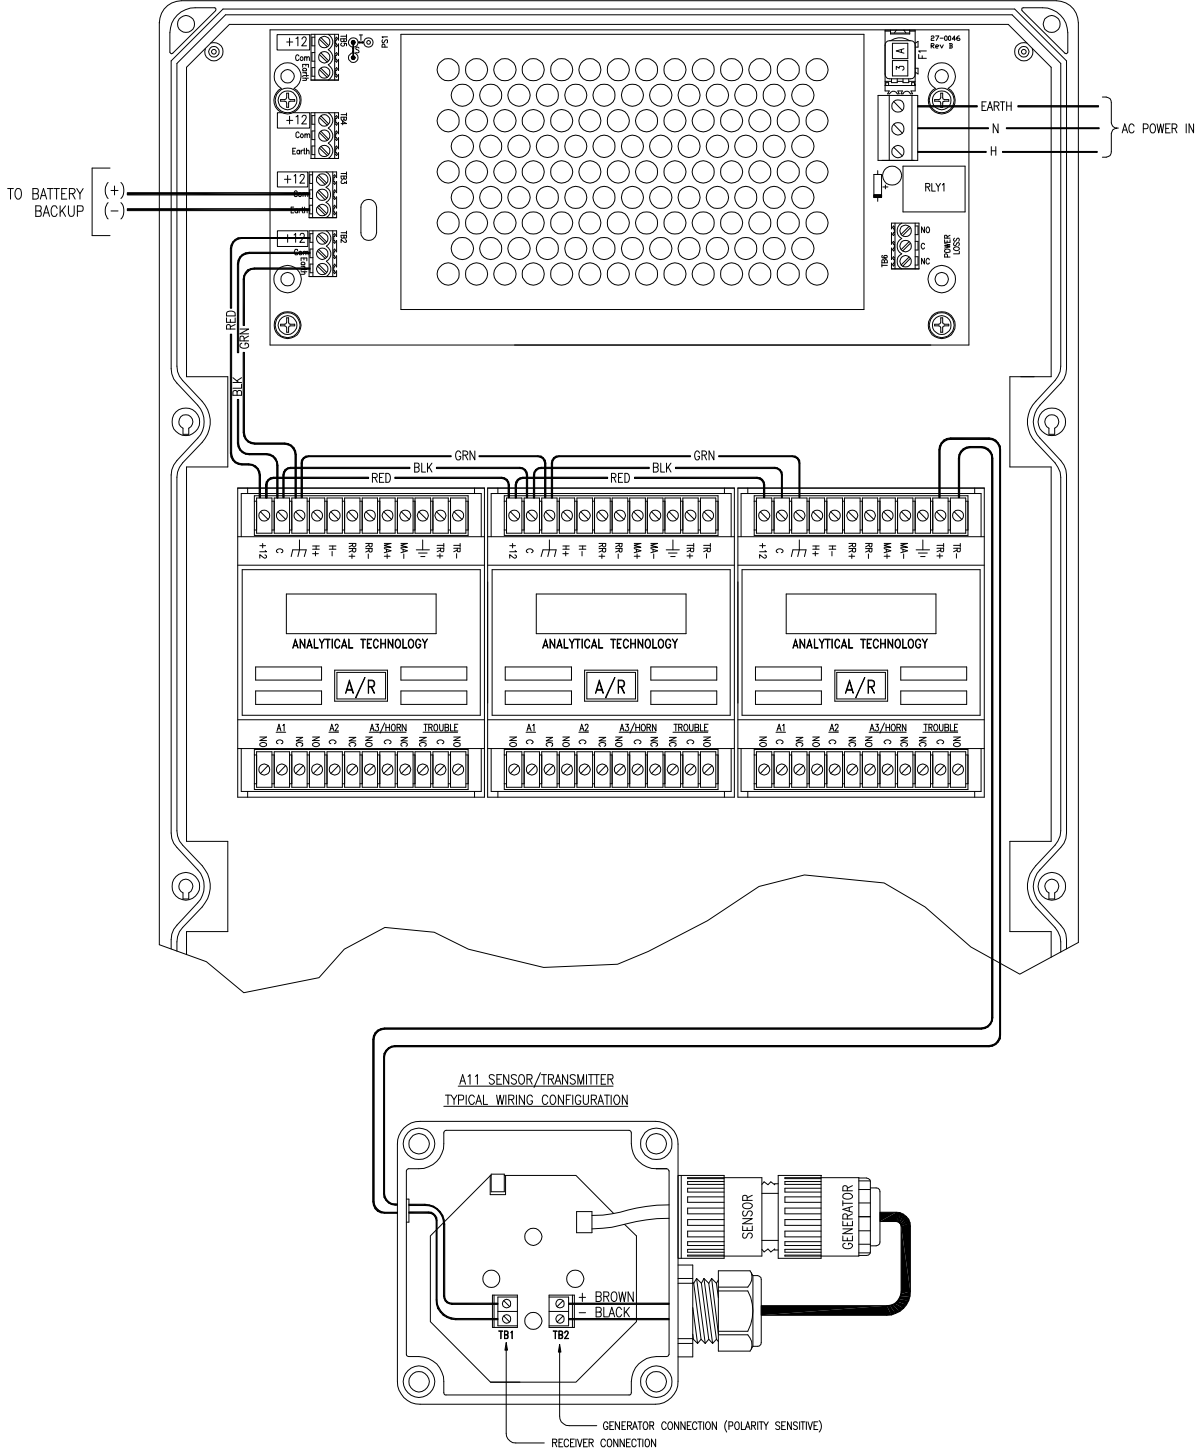 +12
Com
Earth
TB5
T
S
PS1
3 A
F1
27-0046
Rev B
+12
Com
Earth
TB4
EARTH
N
H
AC POWER IN
TO BATTERY
BACKUP
(+)
(-)
+12
Com
Earth
TB3
+
RLY1
+12
Com
Earth
TB2
TB6
NO
C
NC
POWER
LOSS
RED
GRN
BLK
GRN
BLK
RED
GRN
BLK
RED
+12 C H+ H- RR+ RR- MA+ MA- TR+ TR-
+12 C H+ H- RR+ RR- MA+ MA- TR+ TR-
+12 C H+ H- RR+ RR- MA+ MA- TR+ TR-
ANALYTICAL TECHNOLOGY
ANALYTICAL TECHNOLOGY
ANALYTICAL TECHNOLOGY
A/R
A/R
A/R
A1 A2 A3/HORN TROUBLE
NO C NC NO C NC NO C NC NC C NO
A1 A2 A3/HORN TROUBLE
NO C NC NO C NC NO C NC NC C NO
A1 A2 A3/HORN TROUBLE
NO C NC NO C NC NO C NC NC C NO
A11 SENSOR/TRANSMITTER
TYPICAL WIRING CONFIGURATION
SENSOR
GENERATOR
+ BROWN
- BLACK
TB1
TB2
GENERATOR CONNECTION (POLARITY SENSITIVE)
RECEIVER CONNECTION